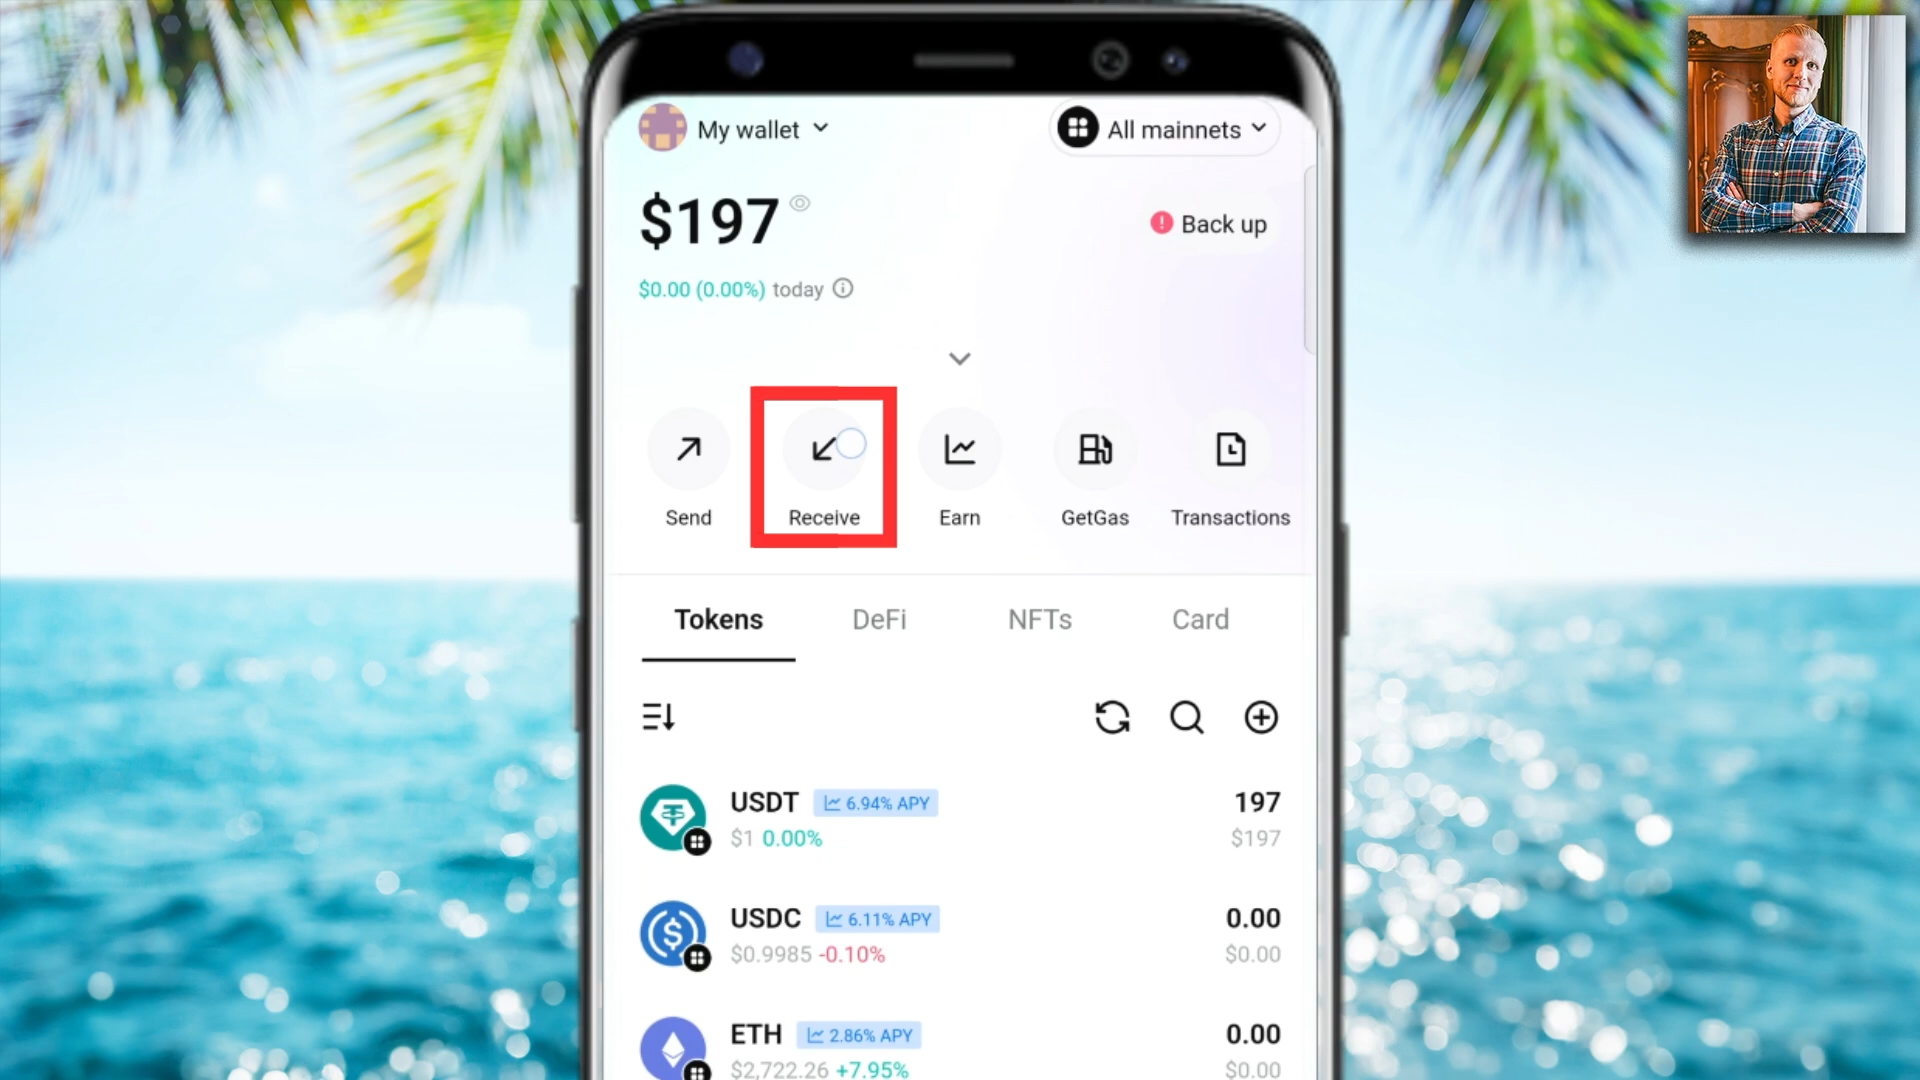 My wallet
All mainnets
$197
Back up
$0.00 (0.00%) today
Send
Receive
Earn
GetGas
Transactions
Tokens
DeFi
NFTs
Card
USDT 6.94% APY 197
$1 0.00% $197
USDC 6.11% APY 0.00
$0.9985 -0.10% $0.00
ETH 2.86% APY 0.00
$2,722.26 +7.95% $0.00